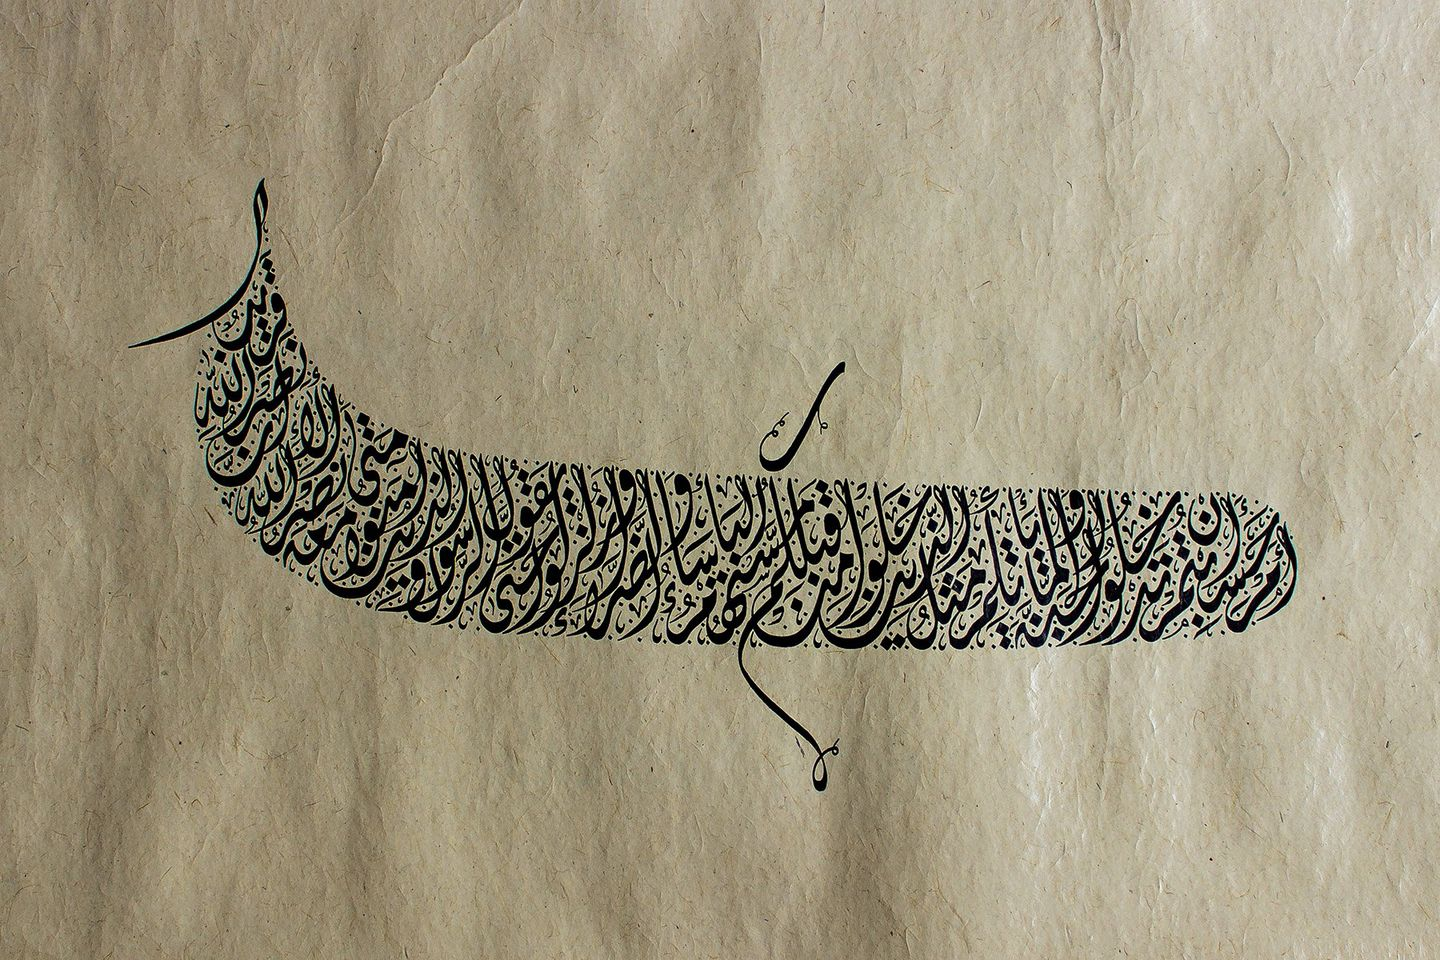 أم حسبتم أن تدخلوا الجنة ولما يأتكم مثل الذين خلوا من قبلكم مستهم البأساء والضراء وزلزلوا حتى يقول الرسول والذين آمنوا معه متى نصر الله ألا إن نصر الله قريب